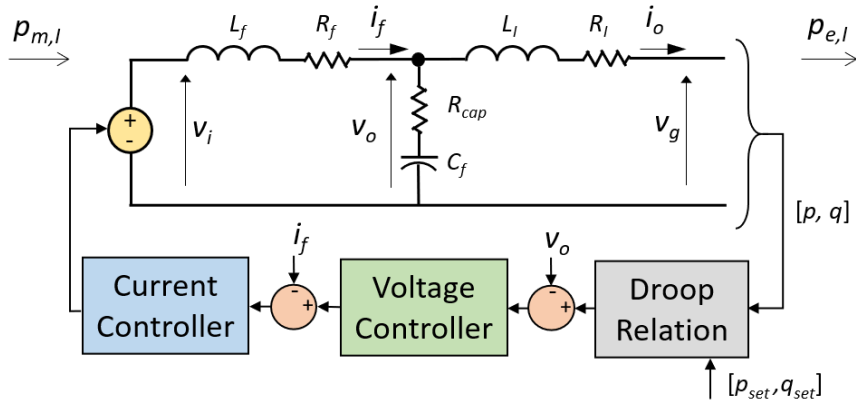 p_{m,I}
L_f
R_f
i_f
L_l
R_l
i_o
p_{e,I}
+
-
v_i
v_o
R_{cap}
C_f
v_g
[p, q]
i_f
v_o
-
+
-
+
Current
Controller
Voltage
Controller
Droop
Relation
[p_{set}, q_{set}]